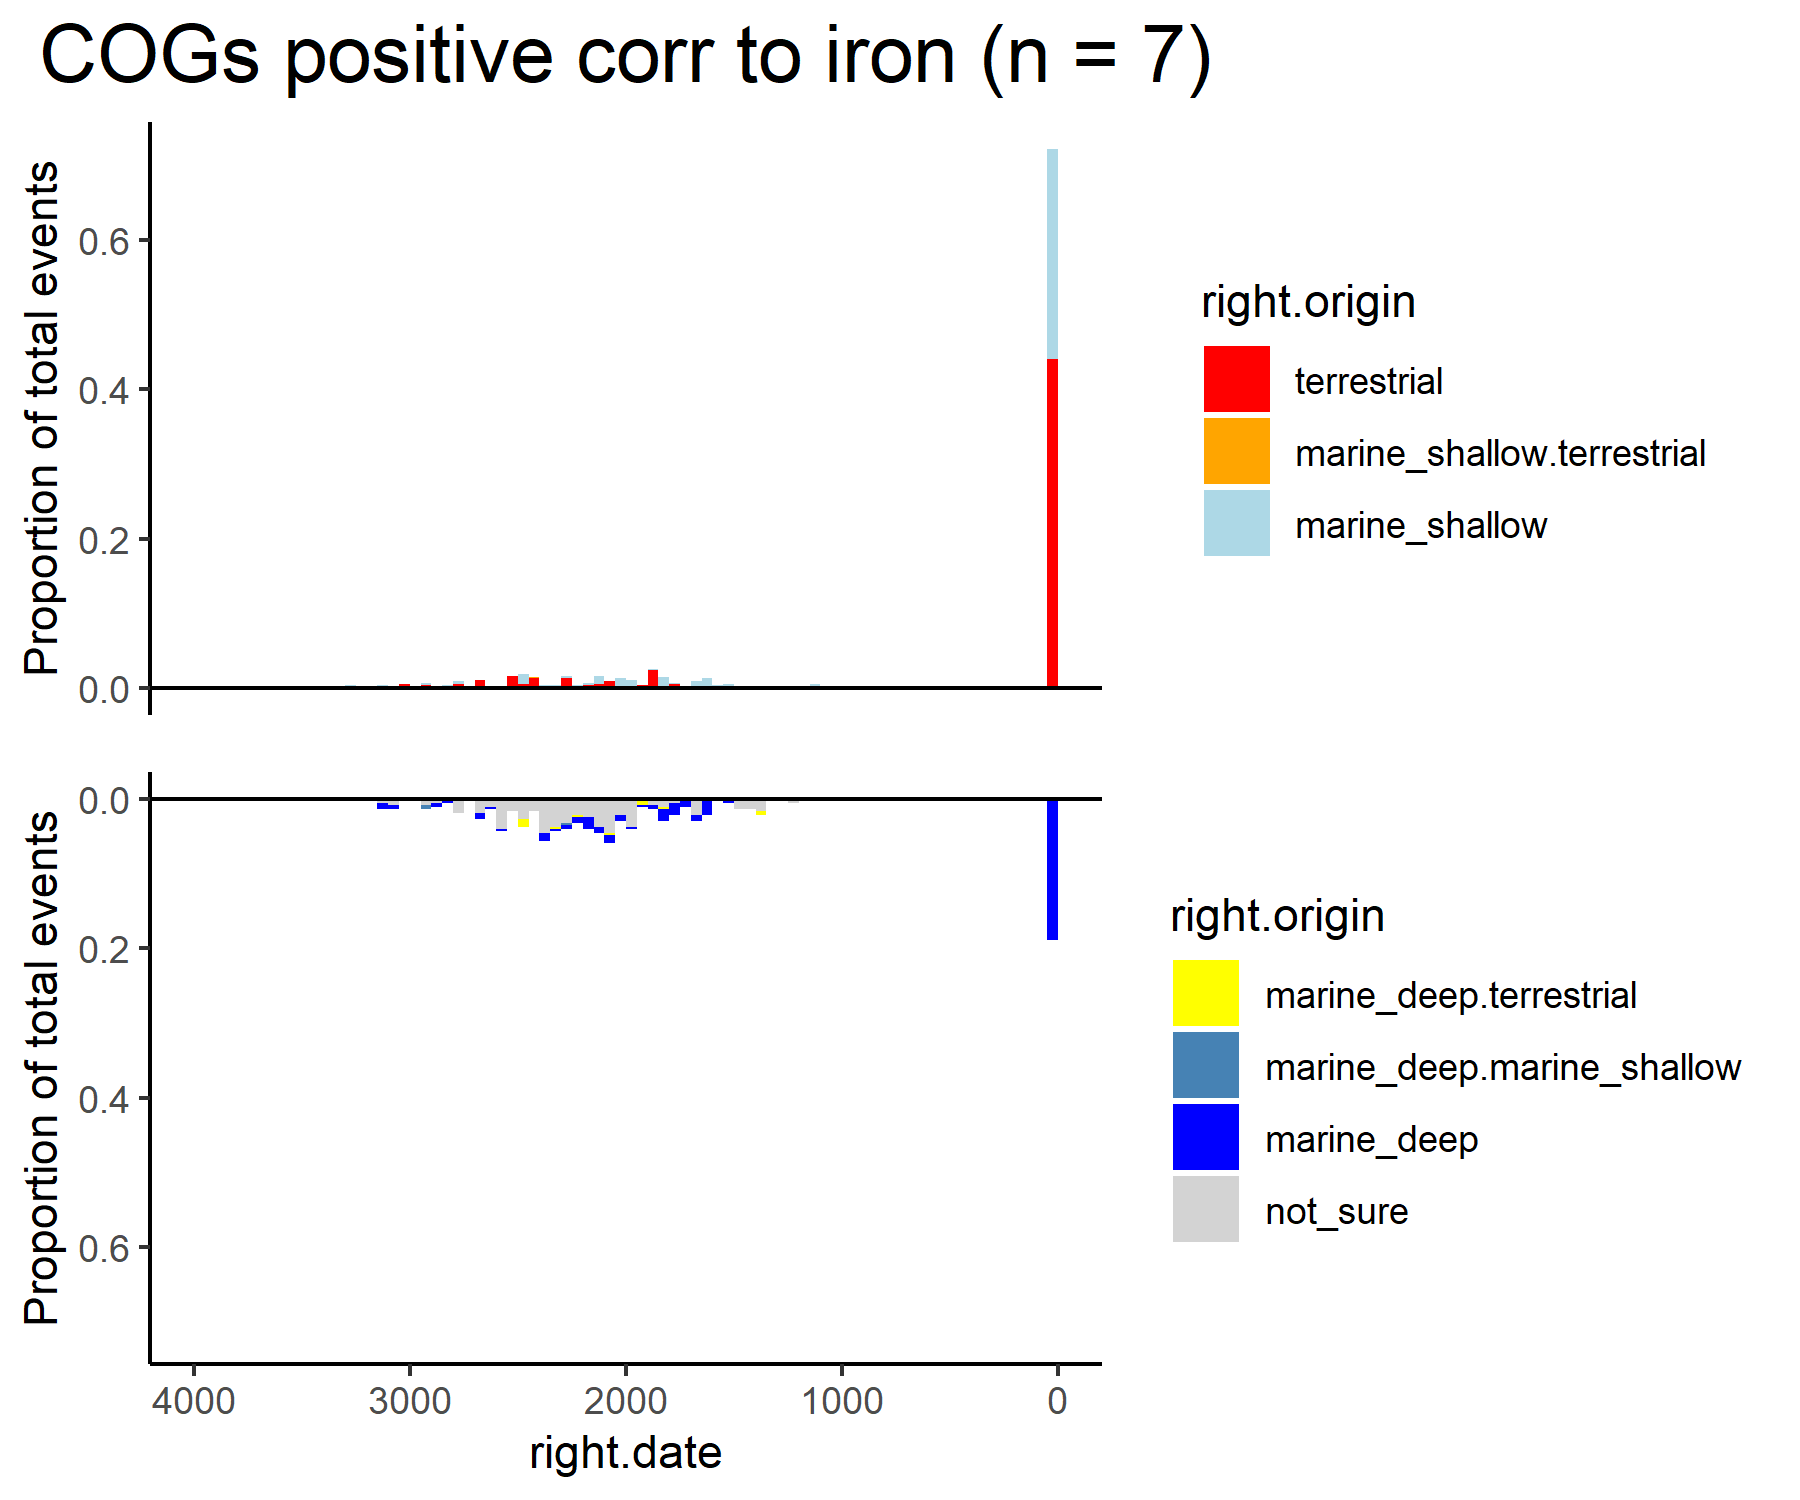 COGs positive corr to iron (n = 7)
Proportion of total events
0.6
0.4
0.2
0.0
right.origin
terrestrial
marine_shallow.terrestrial
marine_shallow
Proportion of total events
0.0
0.2
0.4
0.6
right.origin
marine_deep.terrestrial
marine_deep.marine_shallow
marine_deep
not_sure
4000 3000 2000 1000 0
right.date